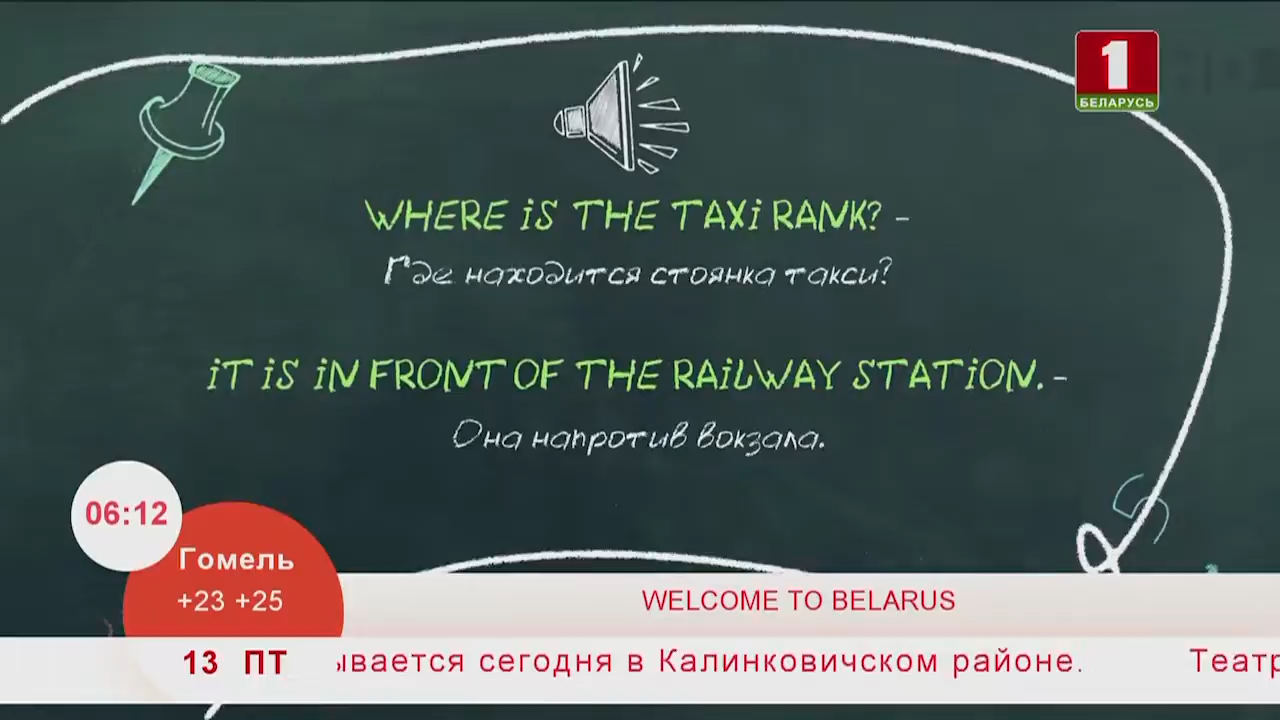 1
БЕЛАРУСЬ
WHERE iS THE TAXi RANK? -
Где находится стоянка такси?
iT iS iN FRONT OF THE RAiLWAY STATiON. -
Она напротив вокзала.
06:12
Гомель
+23 +25
WELCOME TO BELARUS
13 ПТ
ывается сегодня в Калинковичском районе. Театр